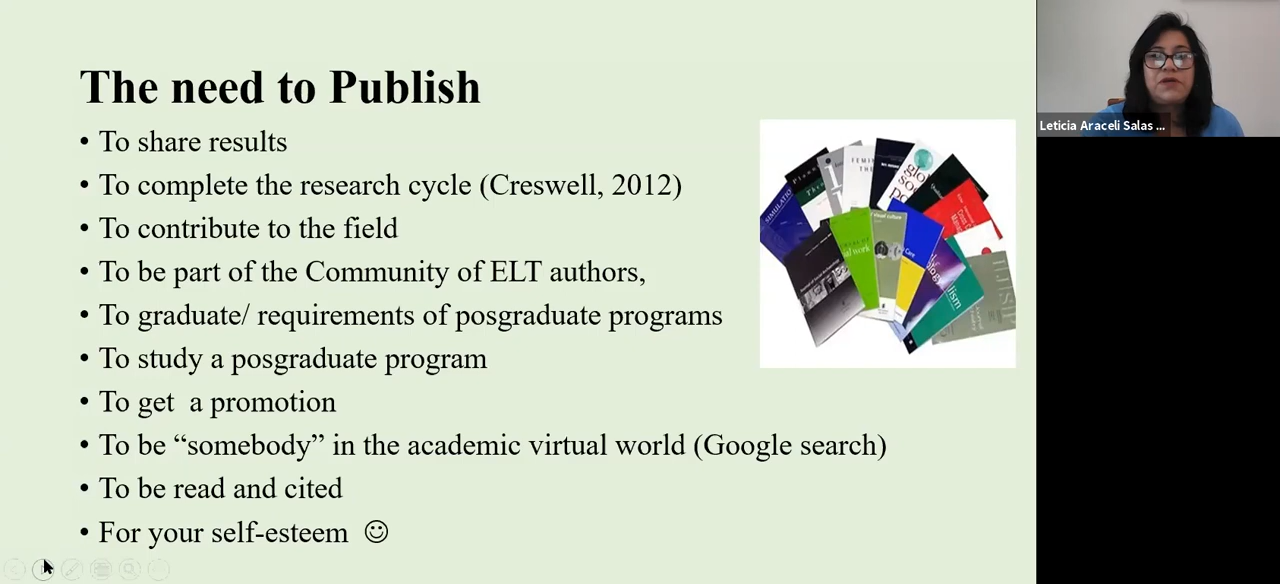 The need to Publish
• To share results
• To complete the research cycle (Creswell, 2012)
• To contribute to the field
• To be part of the Community of ELT authors,
• To graduate/ requirements of posgraduate programs
• To study a posgraduate program
• To get  a promotion
• To be “somebody” in the academic virtual world (Google search)
• To be read and cited
• For your self-esteem ☺
Leticia Araceli Salas ...